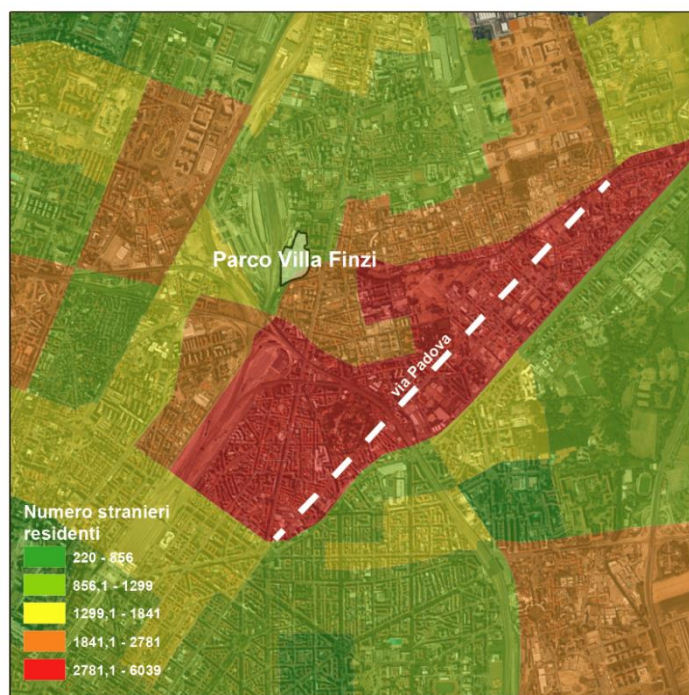 Parco Villa Finzi
via Padova
Numero stranieri
residenti
220 - 856
856,1 - 1299
1299,1 - 1841
1841,1 - 2781
2781,1 - 6039